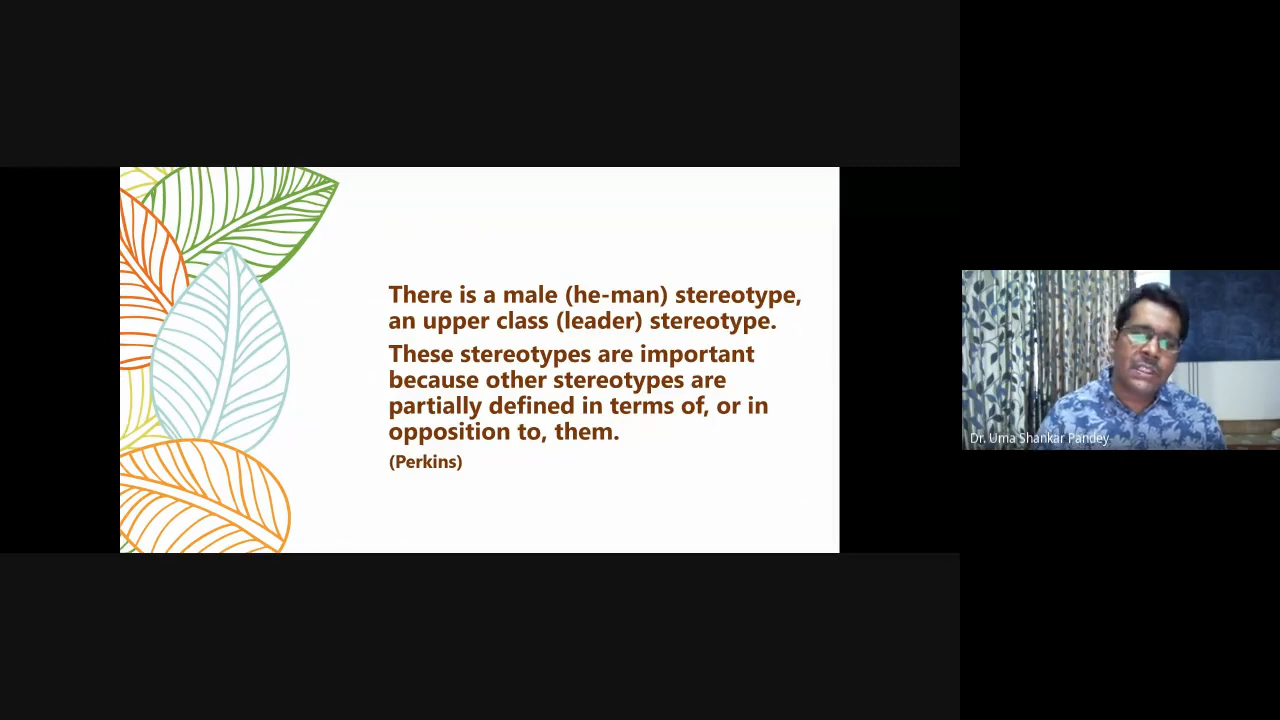 There is a male (he-man) stereotype,
an upper class (leader) stereotype.
These stereotypes are important
because other stereotypes are
partially defined in terms of, or in
opposition to, them.
(Perkins)
Dr. Uma Shankar Pandey